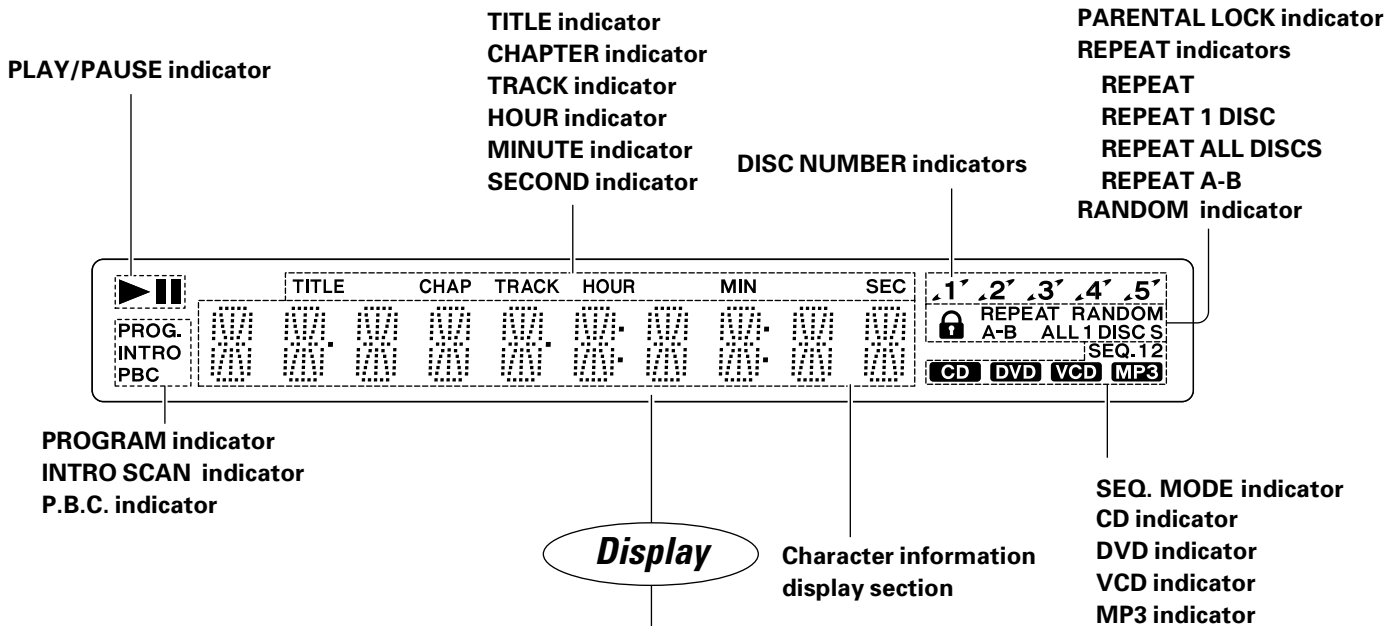 TITLE indicator
CHAPTER indicator
TRACK indicator
HOUR indicator
MINUTE indicator
SECOND indicator
PARENTAL LOCK indicator
REPEAT indicators
REPEAT
REPEAT 1 DISC
REPEAT ALL DISCS
REPEAT A-B
RANDOM indicator
PLAY/PAUSE indicator
DISC NUMBER indicators
TITLE CHAP TRACK HOUR MIN SEC
1 2 3 4 5
REPEAT RANDOM
A-B ALL 1 DISC S
PROG.
INTRO
PBC
SEQ.12
CD DVD VCD MP3
PROGRAM indicator
INTRO SCAN indicator
P.B.C. indicator
Display
Character information
display section
SEQ. MODE indicator
CD indicator
DVD indicator
VCD indicator
MP3 indicator